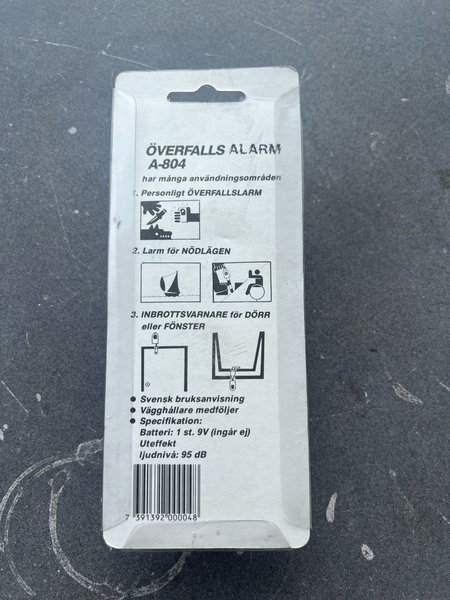 ÖVERFALLS ALARM
A-804
har många användningsområden
1. Personligt ÖVERFALLSLARM
2. Larm för NÖDLÄGEN
3. INBROTTSVARNARE för DÖRR
eller FÖNSTER
● Svensk bruksanvisning
● Vägghållare medföljer
● Specifikation:
Batteri: 1 st. 9V (ingår ej)
Uteffekt
ljudnivå: 95 dB
7 391392 000048